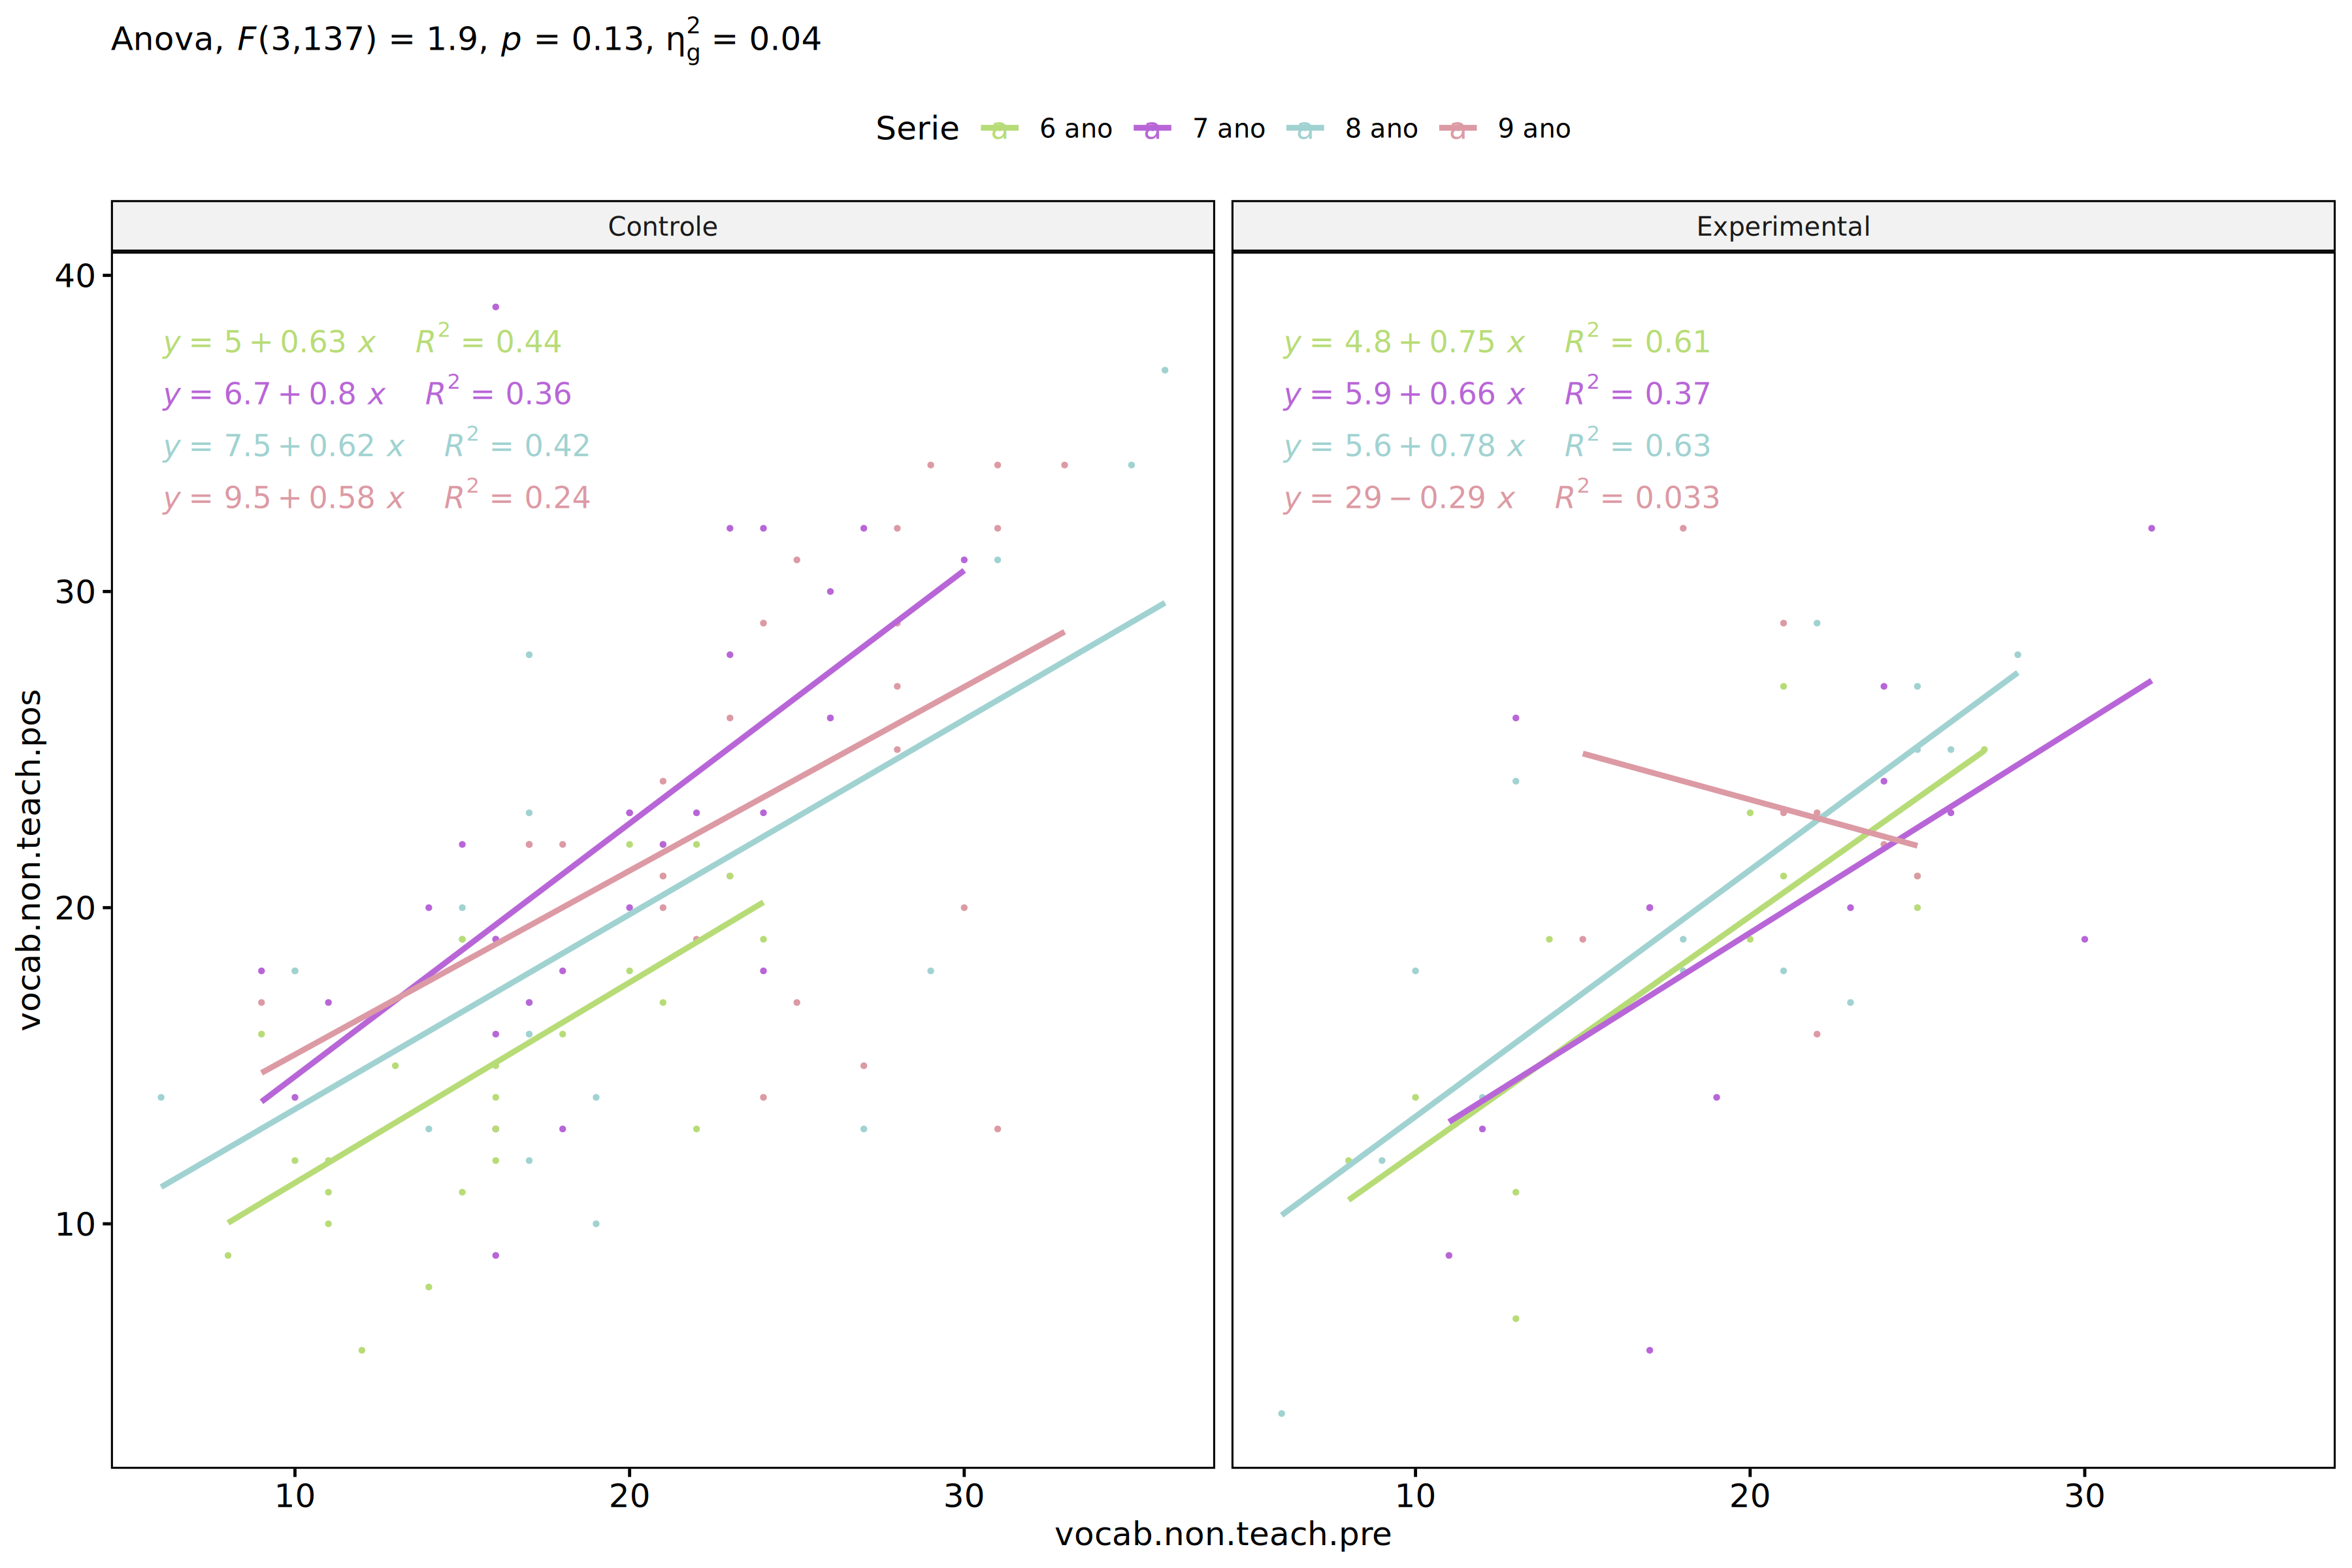 Anova, F(3,137) = 1.9, p = 0.13, η²g = 0.04
Serie a 6 ano a 7 ano a 8 ano a 9 ano
Controle
Experimental
y = 5 + 0.63 x R² = 0.44
y = 6.7 + 0.8 x R² = 0.36
y = 7.5 + 0.62 x R² = 0.42
y = 9.5 + 0.58 x R² = 0.24
y = 4.8 + 0.75 x R² = 0.61
y = 5.9 + 0.66 x R² = 0.37
y = 5.6 + 0.78 x R² = 0.63
y = 29 − 0.29 x R² = 0.033
40
30
20
10
vocab.non.teach.pos
10 20 30
10 20 30
vocab.non.teach.pre